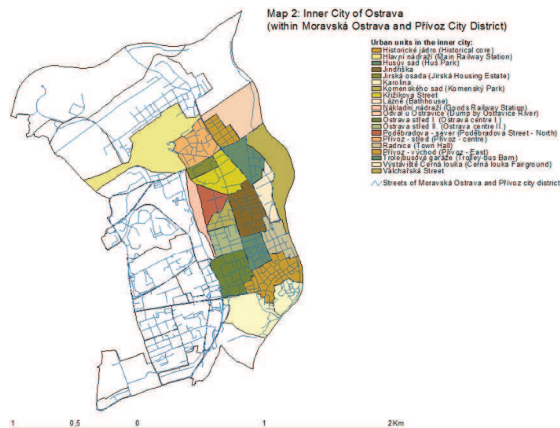 Map 2: Inner City of Ostrava
(within Moravská Ostrava and Přívoz City District)
Urban units in the inner city:
Historické jádro (Historical core)
Hlavní nádraží (Main Railway Station)
Husův sad (Hus Park)
Jindřiška
Jirská osada (Jirská Housing Estate)
Karolina
Komenského sad (Komenský Park)
Křižíkova Street
Lázně (Bathhouse)
Nákladní nádraží (Goods Railway Station)
Odval u Ostravice (Dump by Ostravice River)
Ostrava střed I. (Ostrava centre I.)
Ostrava střed II. (Ostrava centre II.)
Poděbradova - sever (Poděbradova Street - North)
Přívoz - střed (Přívoz - centre)
Radnice (Town Hall)
Přívoz - východ (Přívoz - East)
Trolejbusové garáže (Trolley-bus Barn)
Výstaviště Černá louka (Černá louka Fairground)
Válchařská Street
Streets of Moravská Ostrava and Přívoz city district
1 0,5 0 1 2Km